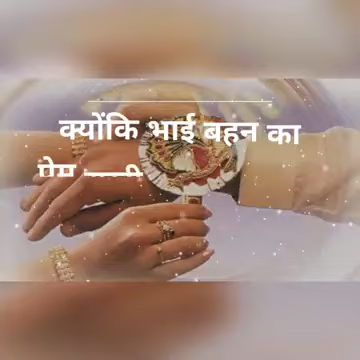 क्योंकि भाई बहन का
प्रेम